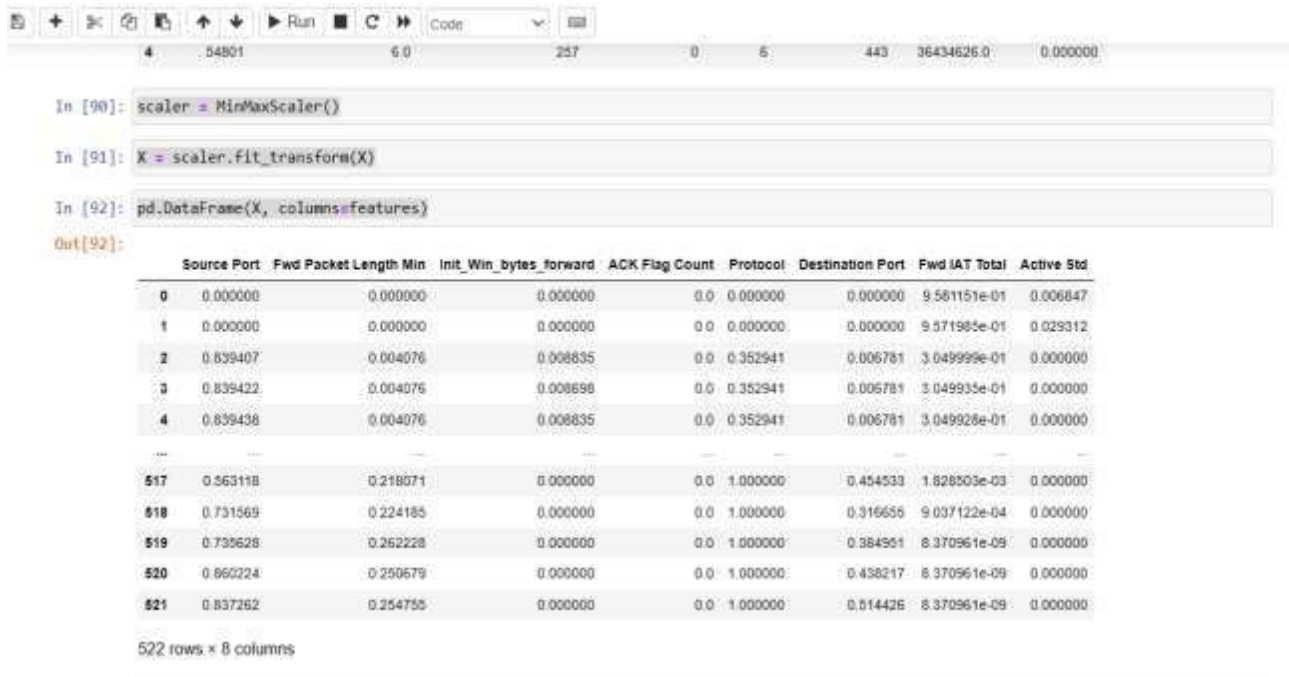 Run Code
4 54801 6.0 257 0 6 443 36434626.0 0.000000
In [90]: scaler = MinMaxScaler()
In [91]: X = scaler.fit_transform(X)
In [92]: pd.DataFrame(X, columns=features)
Out[92]:
Source Port Fwd Packet Length Min Init_Win_bytes_forward ACK Flag Count Protocol Destination Port Fwd IAT Total Active Std
0 0.000000 0.000000 0.000000 0.0 0.000000 0.000000 9.581151e-01 0.006847
1 0.000000 0.000000 0.000000 0.0 0.000000 0.000000 9.571985e-01 0.029312
2 0.839407 0.004076 0.008835 0.0 0.352941 0.006781 3.049999e-01 0.000000
3 0.839422 0.004076 0.008698 0.0 0.352941 0.006781 3.049935e-01 0.000000
4 0.839438 0.004076 0.008835 0.0 0.352941 0.006781 3.049928e-01 0.000000
... ... ... ... ... ... ... ... ...
517 0.563118 0.218071 0.000000 0.0 1.000000 0.454533 1.828503e-03 0.000000
518 0.731569 0.224185 0.000000 0.0 1.000000 0.316655 9.037122e-04 0.000000
519 0.735628 0.262228 0.000000 0.0 1.000000 0.384951 8.370961e-09 0.000000
520 0.860224 0.250679 0.000000 0.0 1.000000 0.438217 8.370961e-09 0.000000
521 0.837262 0.254755 0.000000 0.0 1.000000 0.514426 8.370961e-09 0.000000
522 rows × 8 columns